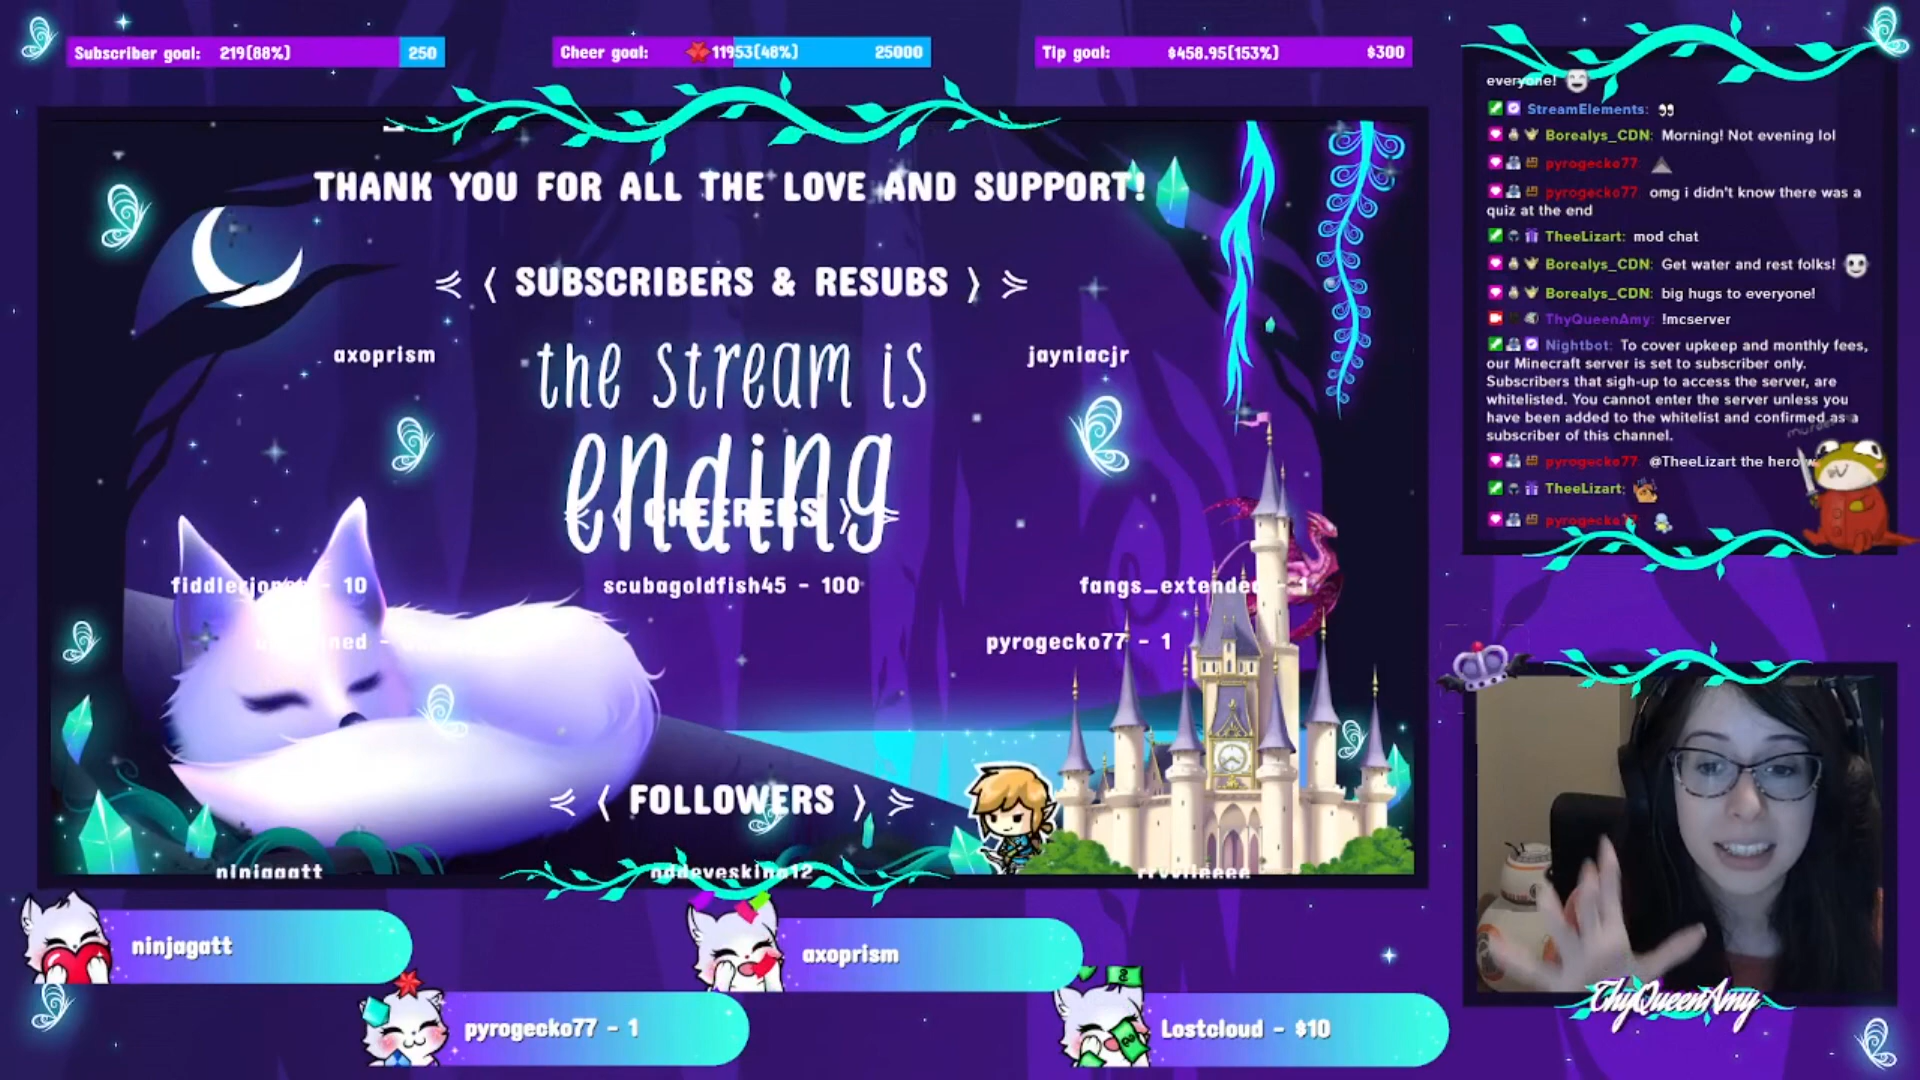 Subscriber goal: 219(88%) 250
Cheer goal: 11953(48%) 25000
Tip goal: $458.95(153%) $300
THANK YOU FOR ALL THE LOVE AND SUPPORT!
SUBSCRIBERS & RESUBS
axoprism
jayniacjr
the stream is
ending
CHEERERS
scubagoldfish45 - 100
- 10
pyrogecko77 - 1
FOLLOWERS
ninjagatt
ninjagatt
axoprism
pyrogecko77 - 1
Lostcloud - $10
everyone!
StreamElements:
Borealys_CDN: Morning! Not evening lol
pyrogecko77:
pyrogecko77: omg i didn't know there was a
quiz at the end
TheeLizart: mod chat
Borealys_CDN: Get water and rest folks!
Borealys_CDN: big hugs to everyone!
ThyQueenAmy: !mcserver
Nightbot: To cover upkeep and monthly fees,
our Minecraft server is set to subscriber only.
Subscribers that sigh-up to access the server, are
whitelisted. You cannot enter the server unless you
have been added to the whitelist and confirmed as a
subscriber of this channel.
pyrogecko77: @TheeLizart the hero
TheeLizart:
pyrogecko77:
ThyQueenAmy